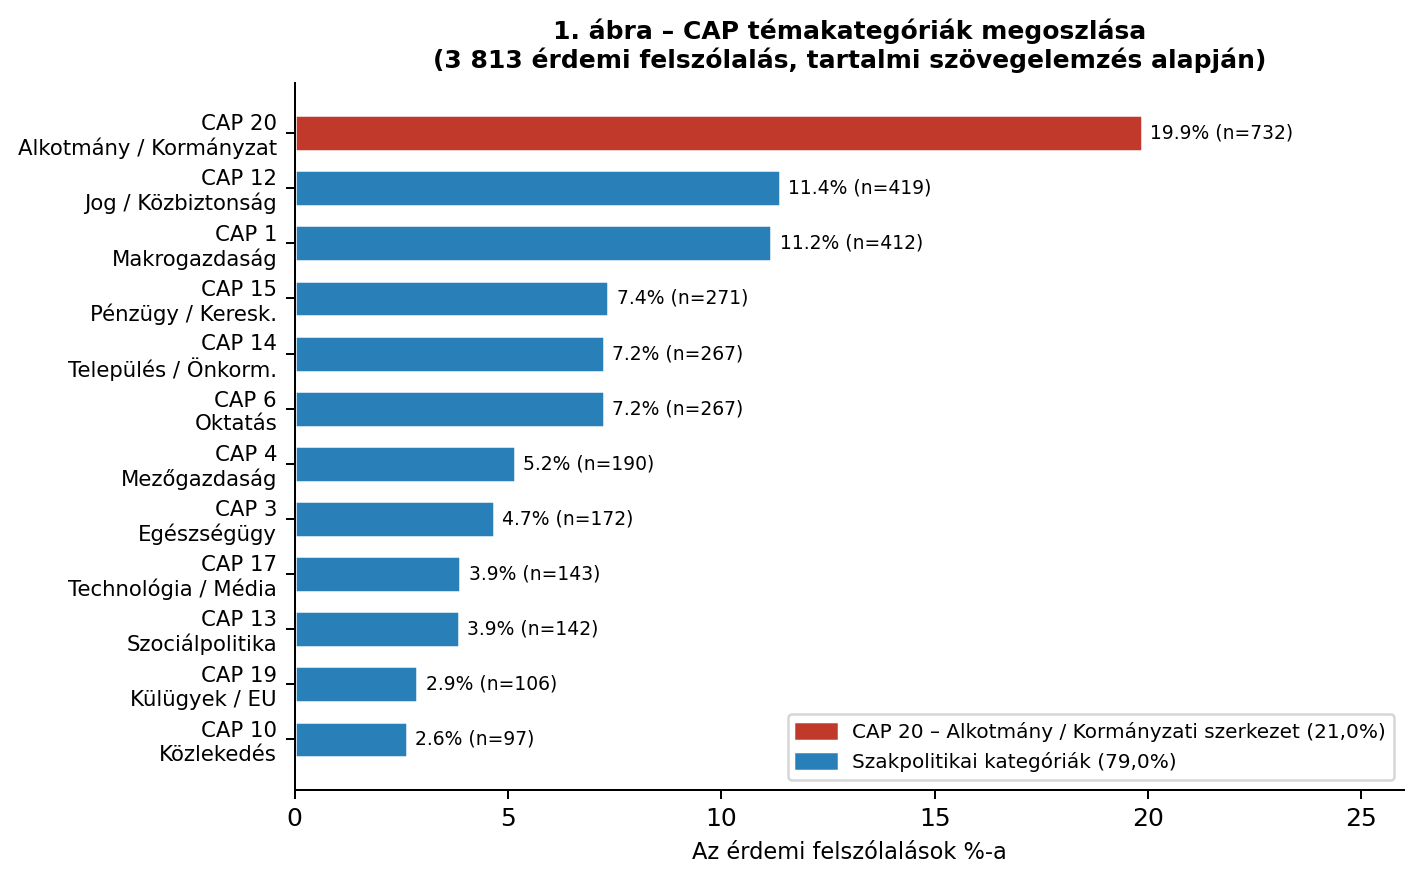 1. ábra – CAP témakategóriák megoszlása
(3 813 érdemi felszólalás, tartalmi szövegelemzés alapján)
CAP 20
Alkotmány / Kormányzat
19.9% (n=732)
CAP 12
Jog / Közbiztonság
11.4% (n=419)
CAP 1
Makrogazdaság
11.2% (n=412)
CAP 15
Pénzügy / Keresk.
7.4% (n=271)
CAP 14
Település / Önkorm.
7.2% (n=267)
CAP 6
Oktatás
7.2% (n=267)
CAP 4
Mezőgazdaság
5.2% (n=190)
CAP 3
Egészségügy
4.7% (n=172)
CAP 17
Technológia / Média
3.9% (n=143)
CAP 13
Szociálpolitika
3.9% (n=142)
CAP 19
Külügyek / EU
2.9% (n=106)
CAP 10
Közlekedés
2.6% (n=97)
CAP 20 – Alkotmány / Kormányzati szerkezet (21,0%)
Szakpolitikai kategóriák (79,0%)
0 5 10 15 20 25
Az érdemi felszólalások %-a